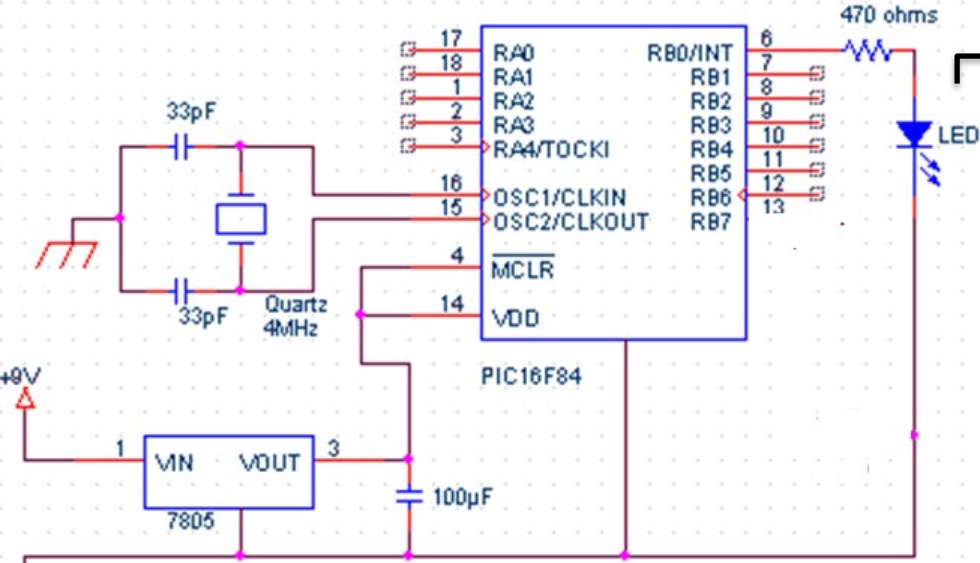 470 ohms
17 RA0 RB0/INT 6
18 RA1 RB1 7
1 RA2 RB2 8
2 RA3 RB3 9
3 RA4/TOCKI RB4 10
RB5 11
16 OSC1/CLKIN RB6 12
15 OSC2/CLKOUT RB7 13
4 MCLR
14 VDD
PIC16F84
LED
33pF
33pF
Quartz
4MHz
+9V
1 VIN VOUT 3
7805
100µF